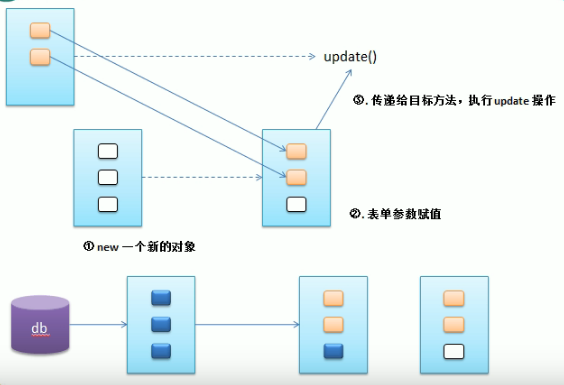 update()
③. 传递给目标方法，执行update 操作
②. 表单参数赋值
① new 一个新的对象
db